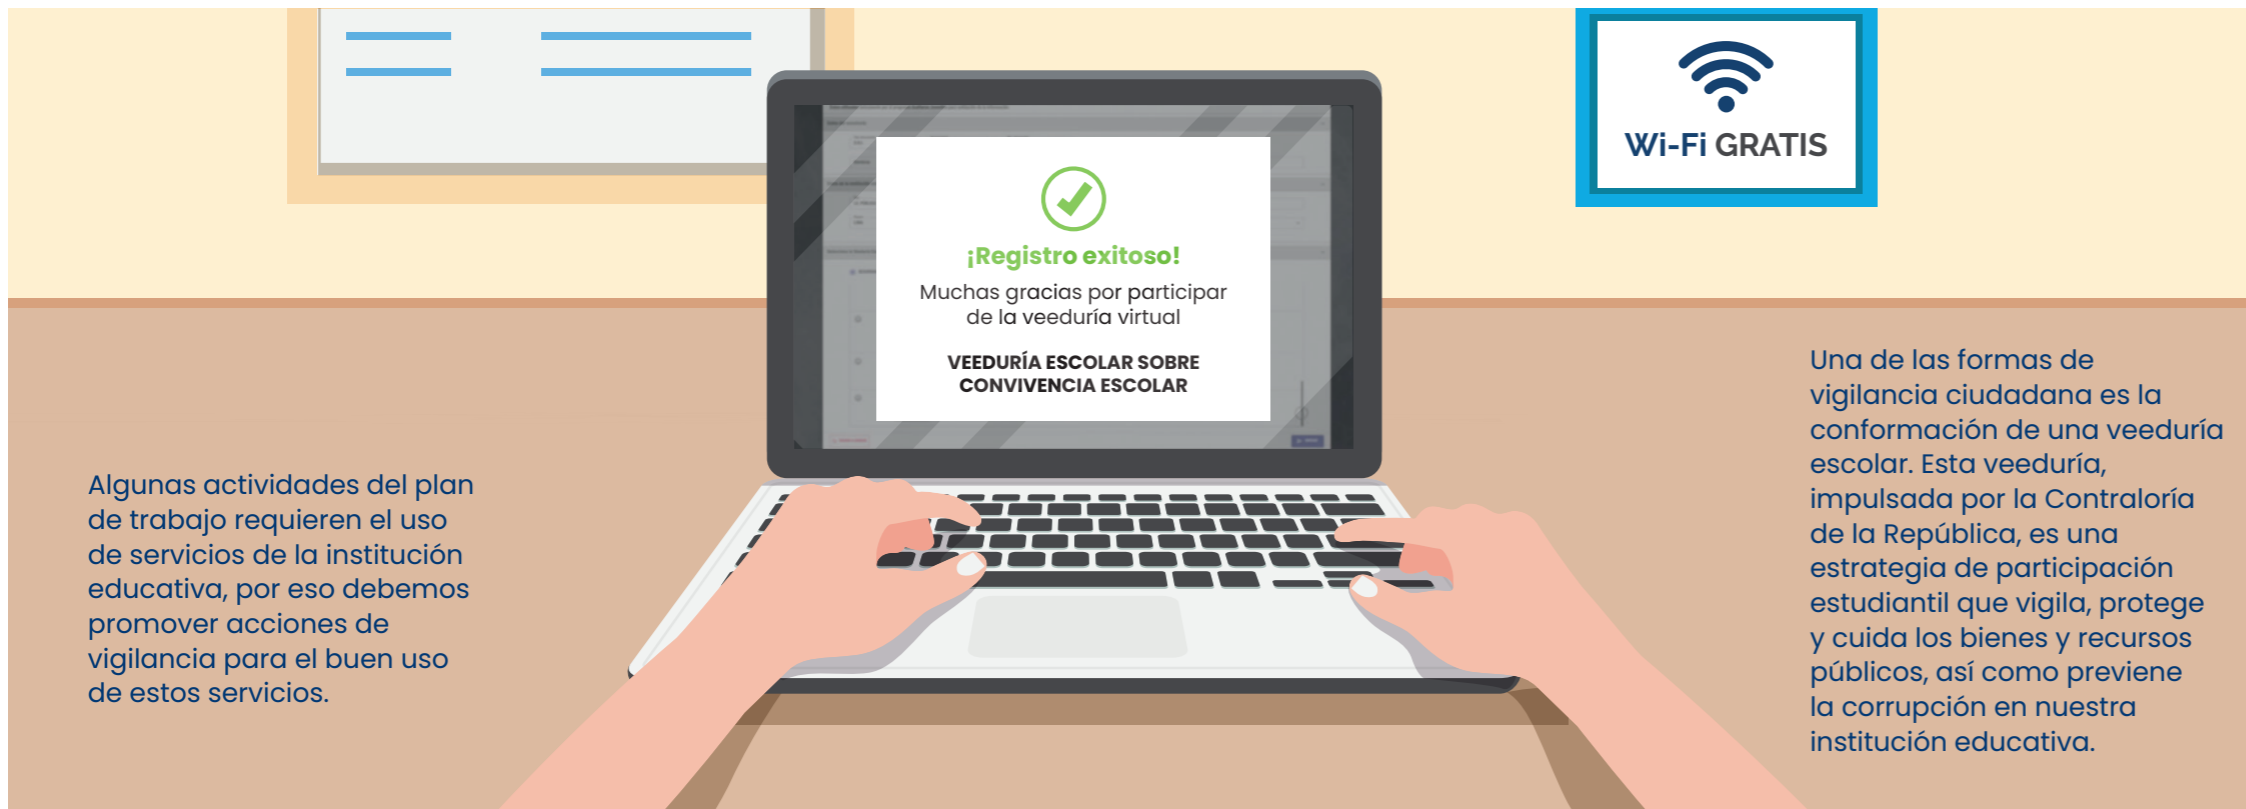 Wi-Fi GRATIS
¡Registro exitoso!
Muchas gracias por participar
de la veeduría virtual
VEEDURÍA ESCOLAR SOBRE
CONVIVENCIA ESCOLAR
Algunas actividades del plan
de trabajo requieren el uso
de servicios de la institución
educativa, por eso debemos
promover acciones de
vigilancia para el buen uso
de estos servicios.
Una de las formas de
vigilancia ciudadana es la
conformación de una veeduría
escolar. Esta veeduría,
impulsada por la Contraloría
de la República, es una
estrategia de participación
estudiantil que vigila, protege
y cuida los bienes y recursos
públicos, así como previene
la corrupción en nuestra
institución educativa.